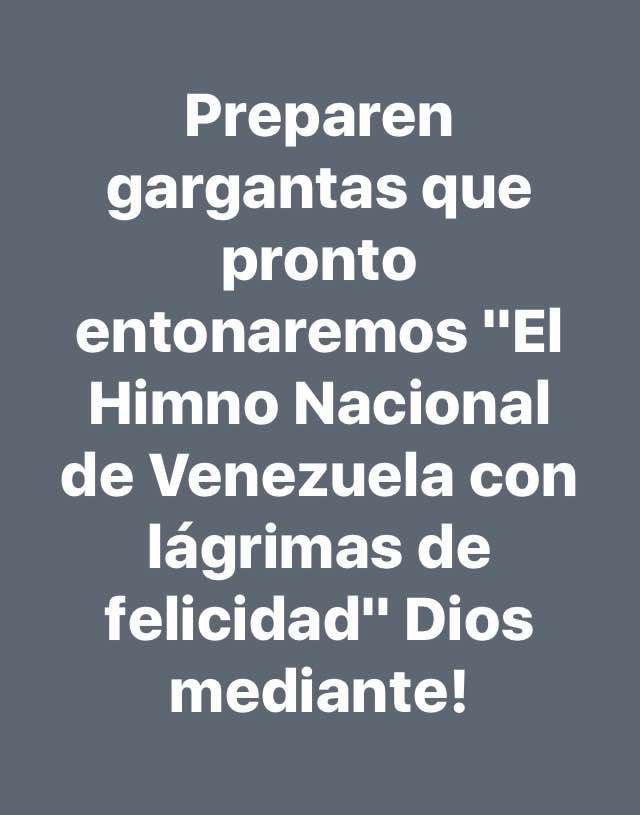 Preparen
gargantas que
pronto
entonaremos "El
Himno Nacional
de Venezuela con
lágrimas de
felicidad" Dios
mediante!